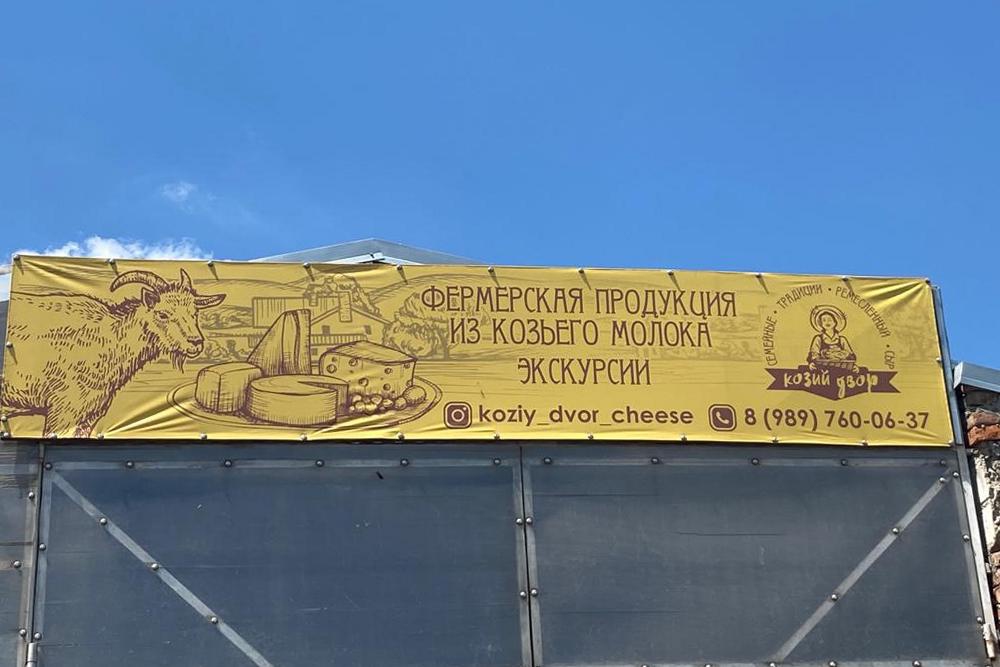 ФЕРМЕРСКАЯ ПРОДУКЦИЯ
ИЗ КОЗЬЕГО МОЛОКА
ЭКСКУРСИИ
koziy_dvor_cheese
8 (989) 760-06-37
СЕМЕЙНЫЕ • ТРАДИЦИИ • РЕМЕСЛЕННЫЙ • СЫР
КОЗИЙ ДВОР